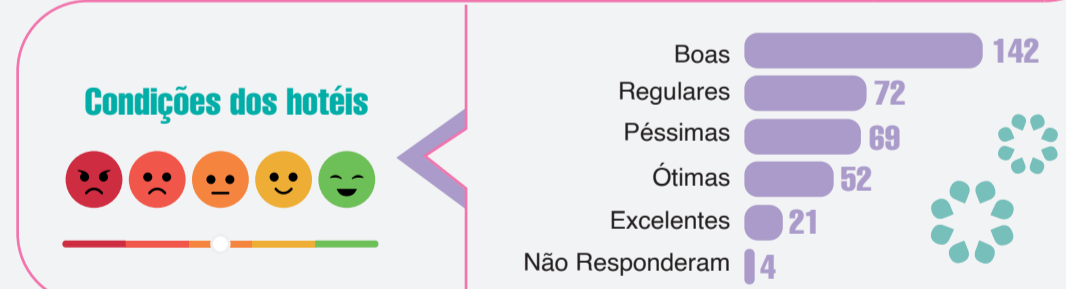 Condições dos hotéis
Boas 142
Regulares 72
Péssimas 69
Ótimas 52
Excelentes 21
Não Responderam 4